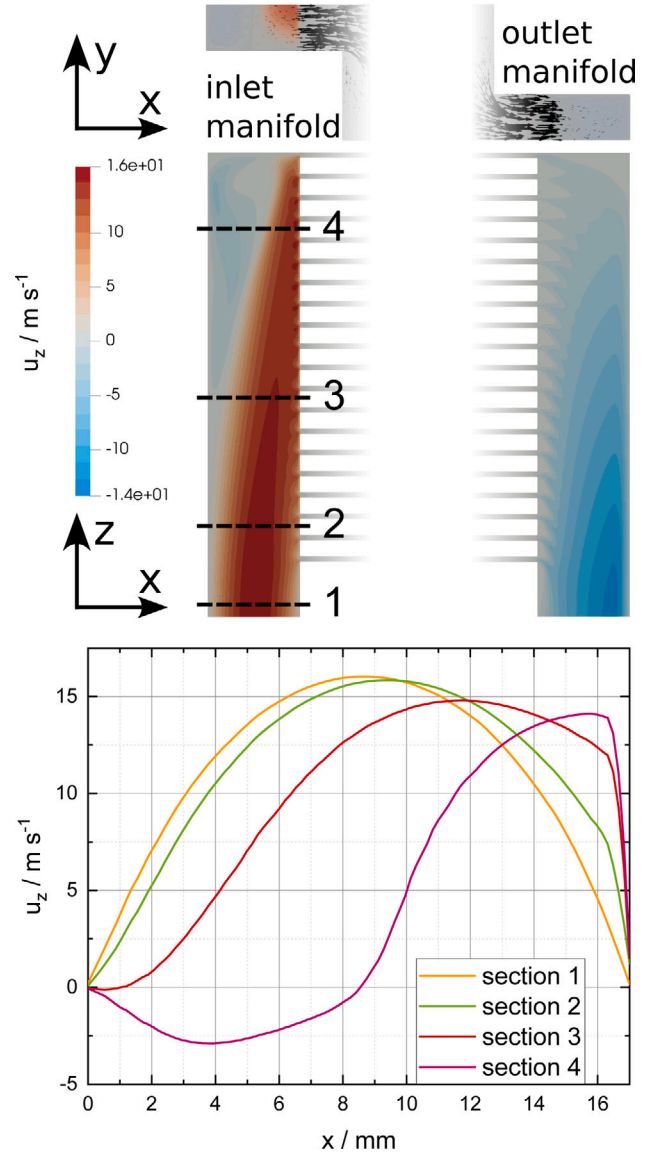 y
x
inlet
manifold
outlet
manifold
1.6e+01
10
5
0
-5
-10
-1.4e+01
u_z / m s⁻¹
z
x
4
3
2
1
15
10
5
0
-5
u_z / m s⁻¹
section 1
section 2
section 3
section 4
0 2 4 6 8 10 12 14 16
x / mm